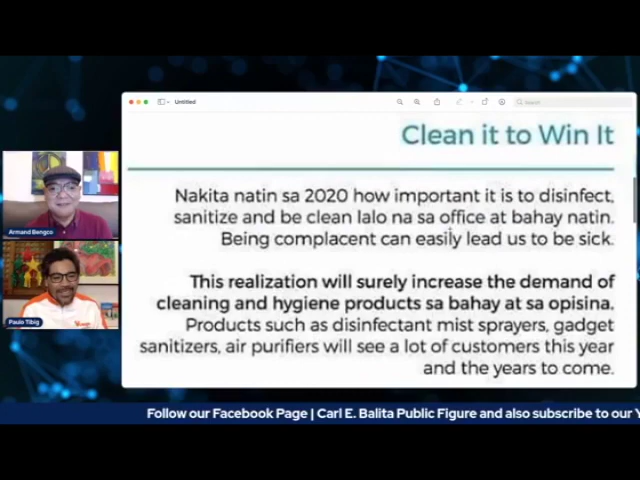 Untitled
Search
Clean it to Win It
Nakita natin sa 2020 how important it is to disinfect,
sanitize and be clean lalo na sa office at bahay natin.
Being complacent can easily lead us to be sick.
This realization will surely increase the demand of
cleaning and hygiene products sa bahay at sa opisina.
Products such as disinfectant mist sprayers, gadget
sanitizers, air purifiers will see a lot of customers this year
and the years to come.
Armand Bengco
Paulo Tibig
Follow our Facebook Page | Carl E. Balita Public Figure and also subscribe to our Y